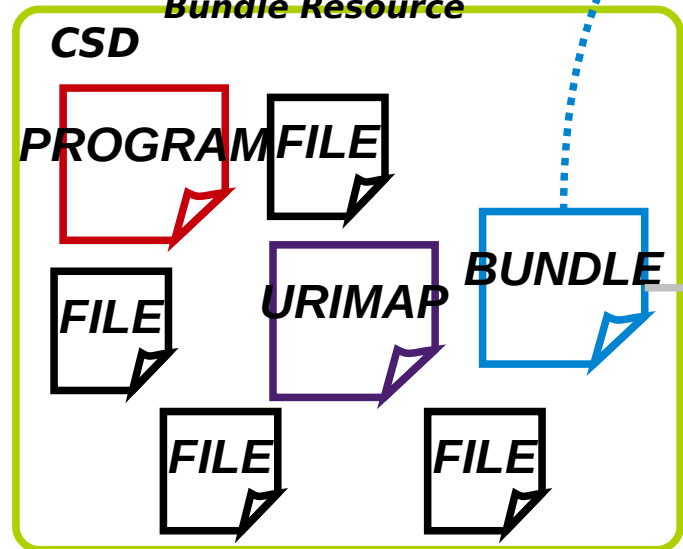 Bundle Resource
CSD
PROGRAM
FILE
BUNDLE
URIMAP
FILE
FILE
FILE